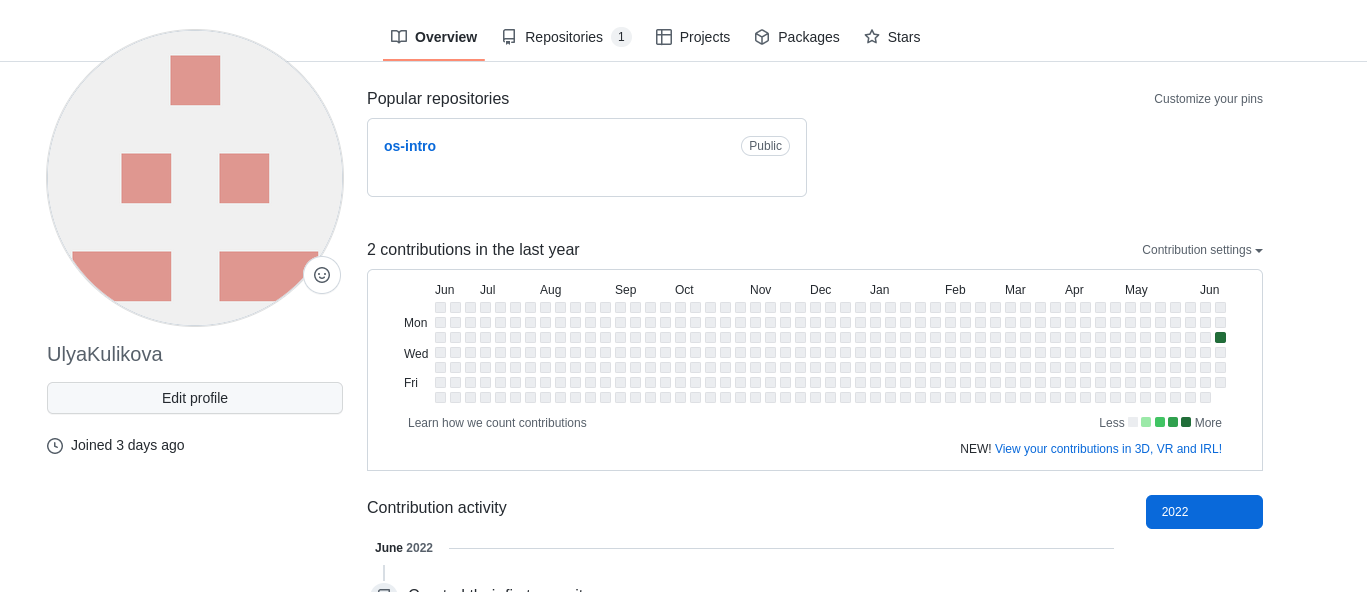 Overview Repositories 1 Projects Packages Stars
Popular repositories Customize your pins
os-intro Public
UlyaKulikova
Edit profile
Joined 3 days ago
2 contributions in the last year Contribution settings
Jun Jul Aug Sep Oct Nov Dec Jan Feb Mar Apr May Jun
Mon
Wed
Fri
Learn how we count contributions Less More
NEW! View your contributions in 3D, VR and IRL!
Contribution activity 2022
June 2022